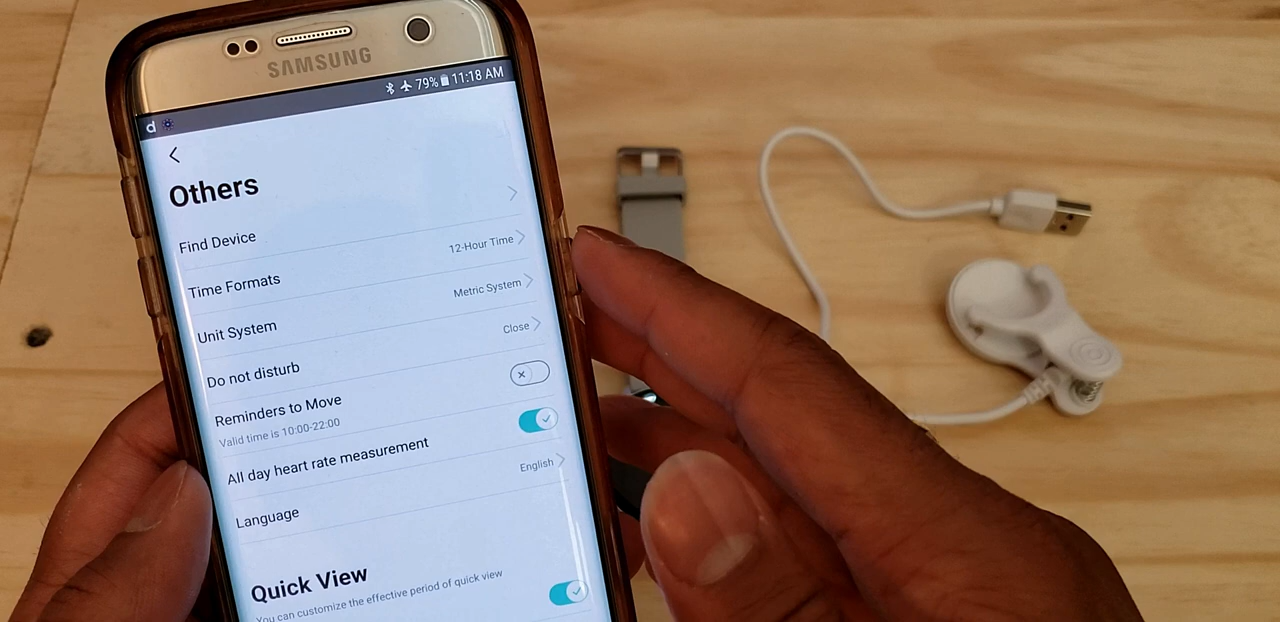 SAMSUNG
d 79% 11:18 AM
Others
Find Device
Time Formats 12-Hour Time
Unit System Metric System
Do not disturb Close
Reminders to Move
Valid time is 10:00-22:00
All day heart rate measurement
Language English
Quick View
You can customize the effective period of quick view